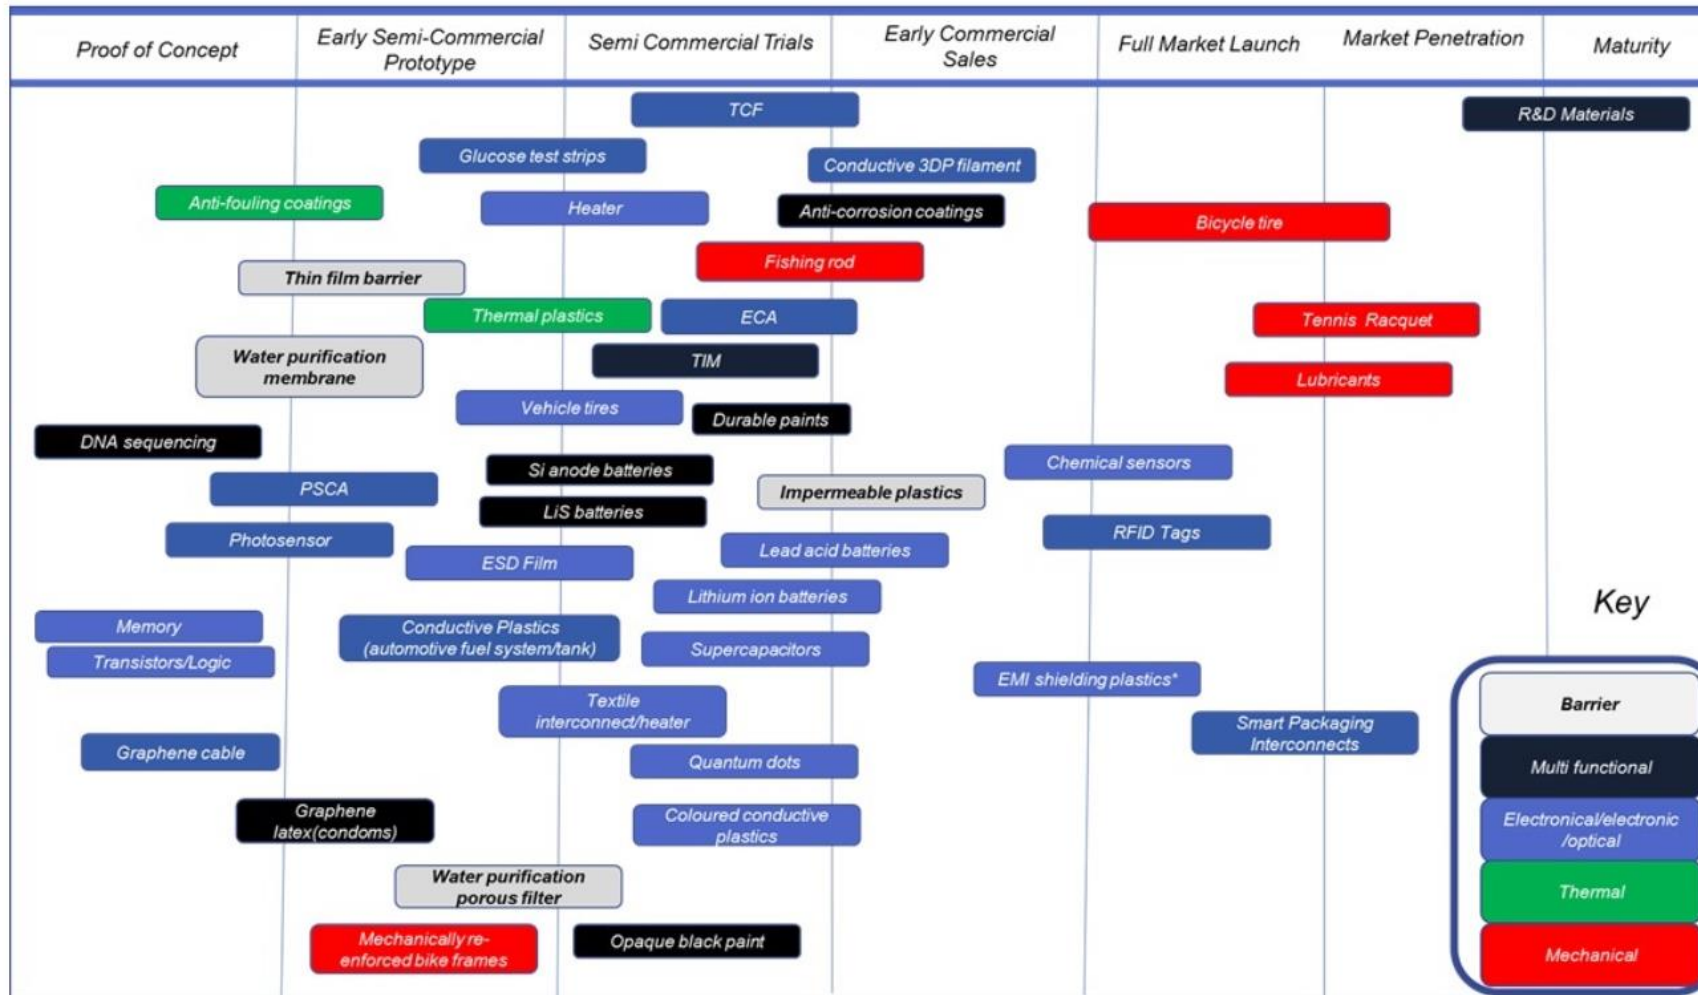 Proof of Concept
Early Semi-Commercial
Prototype
Semi Commercial Trials
Early Commercial
Sales
Full Market Launch
Market Penetration
Maturity
TCF
R&D Materials
Glucose test strips
Conductive 3DP filament
Anti-fouling coatings
Heater
Anti-corrosion coatings
Bicycle tire
Fishing rod
Thin film barrier
Thermal plastics
ECA
Tennis Racquet
Water purification
membrane
TIM
Lubricants
Vehicle tires
Durable paints
DNA sequencing
Si anode batteries
Chemical sensors
PSCA
Impermeable plastics
LiS batteries
Photosensor
RFID Tags
ESD Film
Lead acid batteries
Lithium ion batteries
Memory
Conductive Plastics
(automotive fuel system/tank)
Transistors/Logic
Supercapacitors
EMI shielding plastics*
Textile
interconnect/heater
Smart Packaging
Interconnects
Graphene cable
Quantum dots
Graphene
latex(condoms)
Coloured conductive
plastics
Water purification
porous filter
Mechanically re-
enforced bike frames
Opaque black paint
Key
Barrier
Multi functional
Electronical/electronic
/optical
Thermal
Mechanical